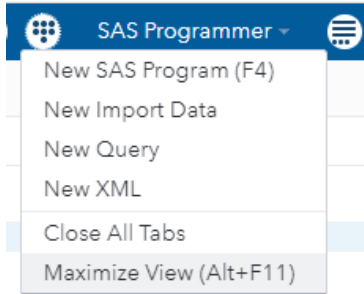 SAS Programmer
New SAS Program (F4)
New Import Data
New Query
New XML
Close All Tabs
Maximize View (Alt+F11)